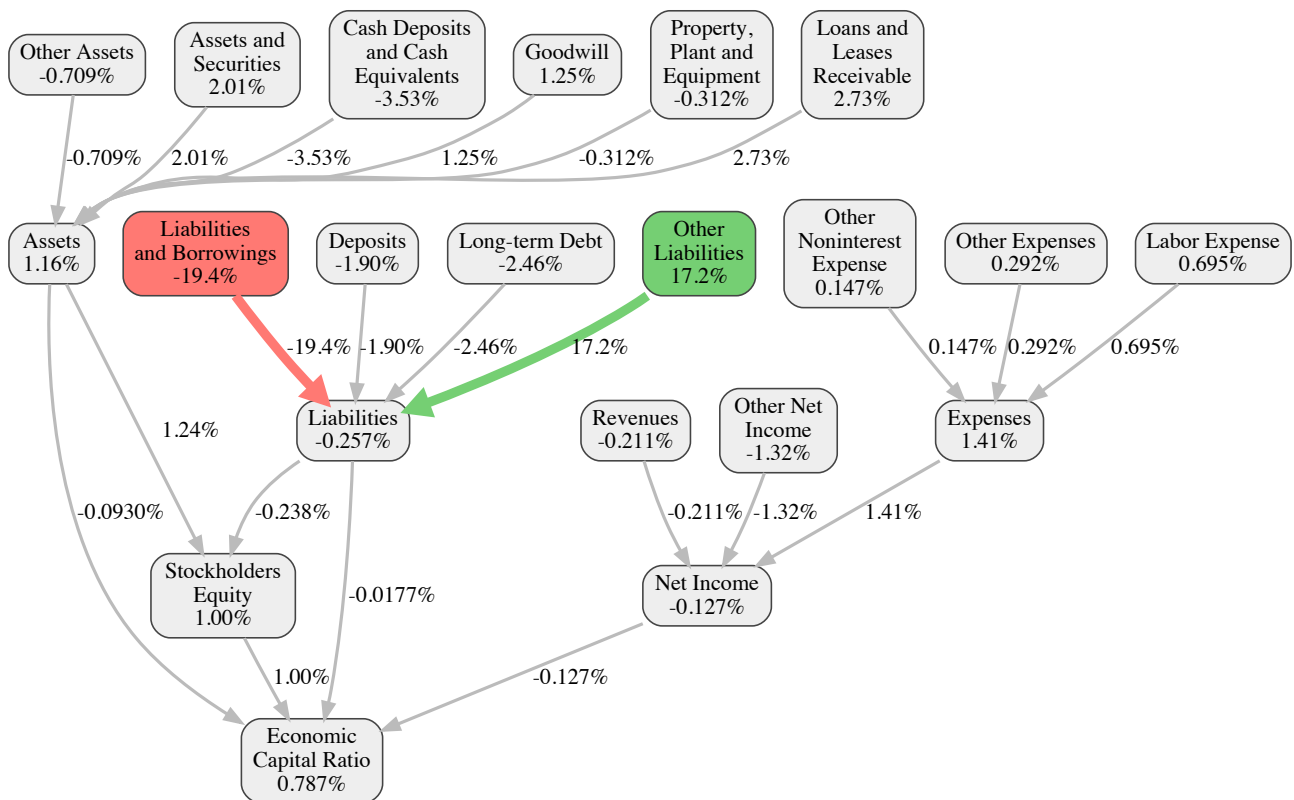 Other Assets
-0.709%
Assets and
Securities
2.01%
Cash Deposits
and Cash
Equivalents
-3.53%
Goodwill
1.25%
Property,
Plant and
Equipment
-0.312%
Loans and
Leases
Receivable
2.73%
-0.709%
2.01%
-3.53%
1.25%
-0.312%
2.73%
Assets
1.16%
Liabilities
and Borrowings
-19.4%
Deposits
-1.90%
Long-term Debt
-2.46%
Other
Liabilities
17.2%
Other
Noninterest
Expense
0.147%
Other Expenses
0.292%
Labor Expense
0.695%
-19.4%
-1.90%
-2.46%
17.2%
0.147%
0.292%
0.695%
1.24%
Liabilities
-0.257%
Revenues
-0.211%
Other Net
Income
-1.32%
Expenses
1.41%
-0.0930%
-0.238%
-0.211%
-1.32%
1.41%
Stockholders
Equity
1.00%
-0.0177%
Net Income
-0.127%
1.00%
-0.127%
Economic
Capital Ratio
0.787%